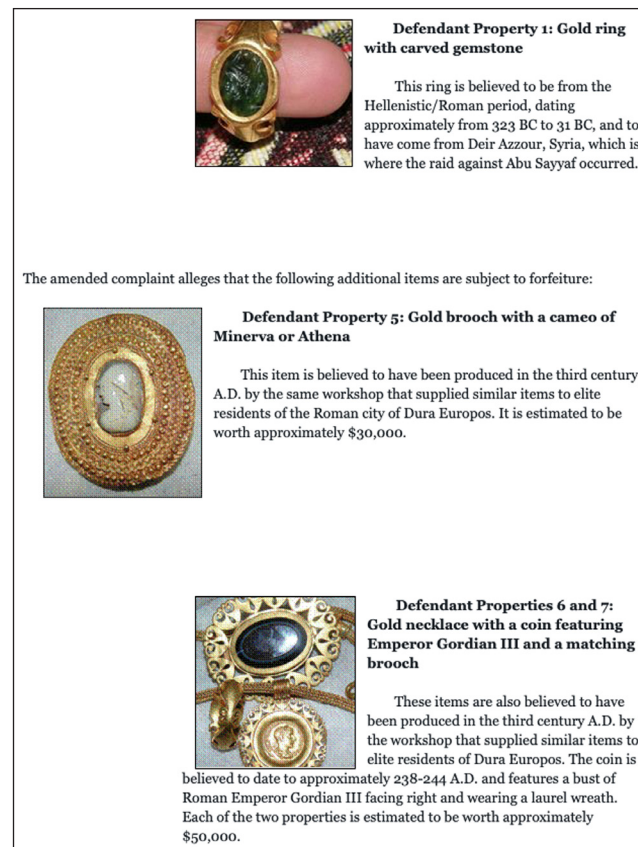 Defendant Property 1: Gold ring
with carved gemstone
This ring is believed to be from the
Hellenistic/Roman period, dating
approximately from 323 BC to 31 BC, and to
have come from Deir Azzour, Syria, which is
where the raid against Abu Sayyaf occurred.
The amended complaint alleges that the following additional items are subject to forfeiture:
Defendant Property 5: Gold brooch with a cameo of
Minerva or Athena
This item is believed to have been produced in the third century
A.D. by the same workshop that supplied similar items to elite
residents of the Roman city of Dura Europos. It is estimated to be
worth approximately $30,000.
Defendant Properties 6 and 7:
Gold necklace with a coin featuring
Emperor Gordian III and a matching
brooch
These items are also believed to have
been produced in the third century A.D. by
the workshop that supplied similar items to
elite residents of Dura Europos. The coin is
believed to date to approximately 238-244 A.D. and features a bust of
Roman Emperor Gordian III facing right and wearing a laurel wreath.
Each of the two properties is estimated to be worth approximately
$50,000.